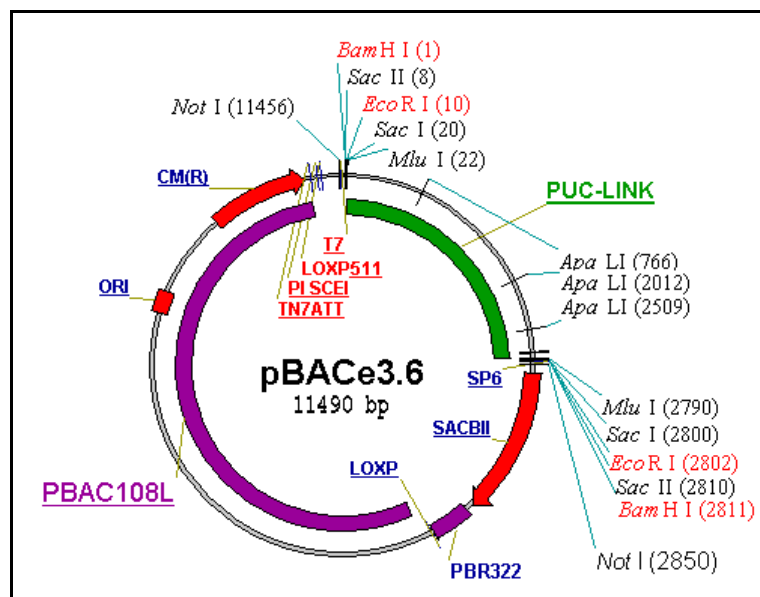 BamH I (1)
Sac II (8)
EcoR I (10)
Sac I (20)
Mlu I (22)
Not I (11456)
CM(R)
PUC-LINK
T7
LOXP511
PI SCEI
TN7ATT
Apa LI (766)
Apa LI (2012)
Apa LI (2509)
ORI
pBACe3.6
11490 bp
SP6
SACBII
LOXP
PBAC108L
PBR322
Mlu I (2790)
Sac I (2800)
EcoR I (2802)
Sac II (2810)
BamH I (2811)
Not I (2850)